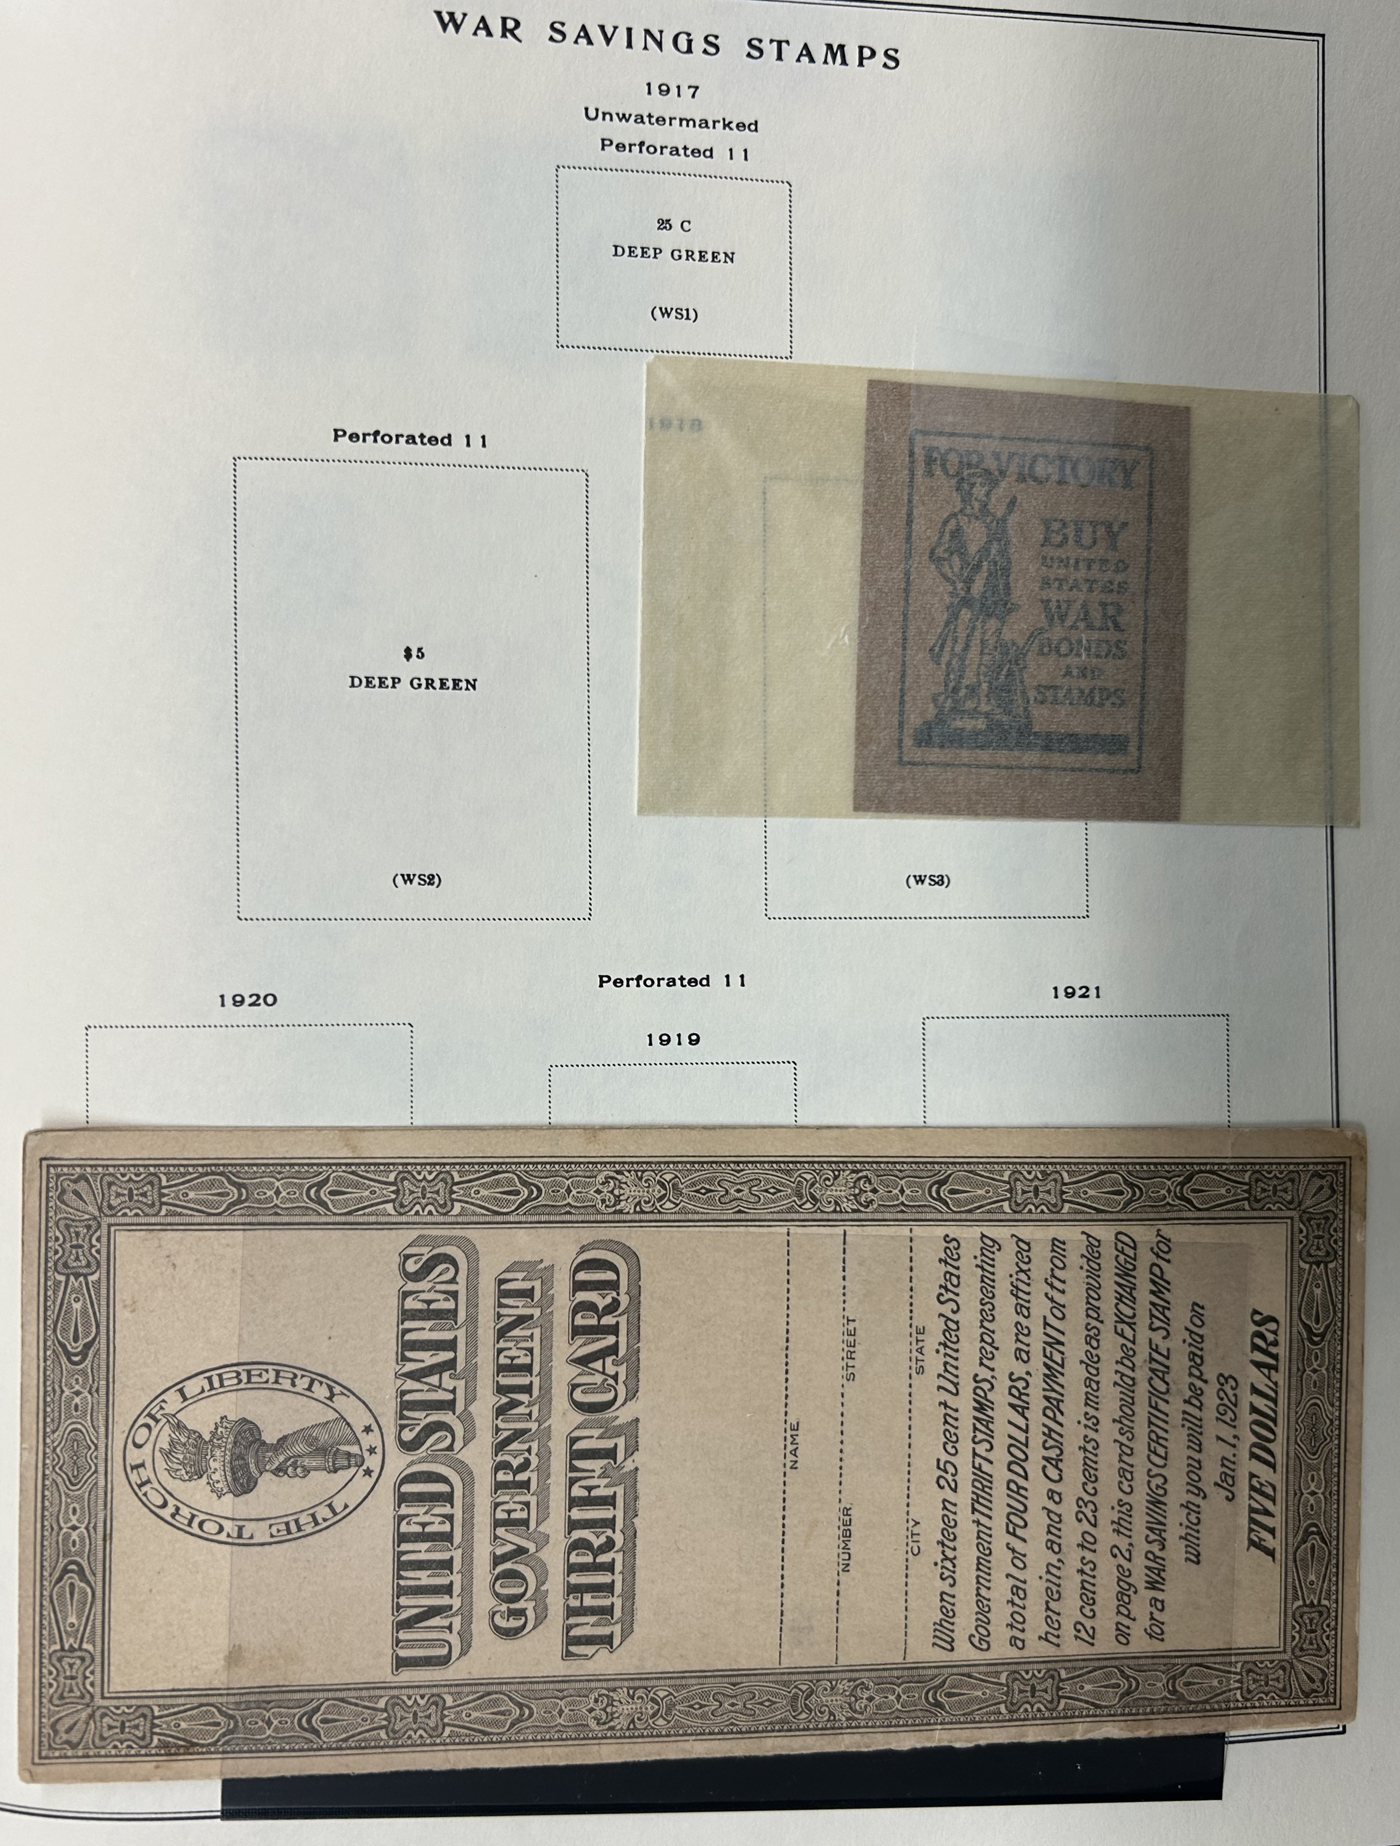 WAR SAVINGS STAMPS
1917
Unwatermarked
Perforated 11
25 C
DEEP GREEN
(WS1)
Perforated 11
$5
DEEP GREEN
(WS2)
1918
FOR VICTORY
BUY
UNITED
STATES
WAR
BONDS
AND
STAMPS
(WS3)
Perforated 11
1920
1919
1921
THE TORCH OF LIBERTY
UNITED STATES
GOVERNMENT
THRIFT CARD
NAME
NUMBER STREET
CITY STATE
When sixteen 25 cent United States
Government THRIFT STAMPS, representing
a total of FOUR DOLLARS, are affixed
herein, and a CASH PAYMENT of from
12 cents to 23 cents is made as provided
on page 2, this card should be EXCHANGED
for a WAR SAVINGS CERTIFICATE STAMP for
which you will be paid on
Jan. 1, 1923
FIVE DOLLARS